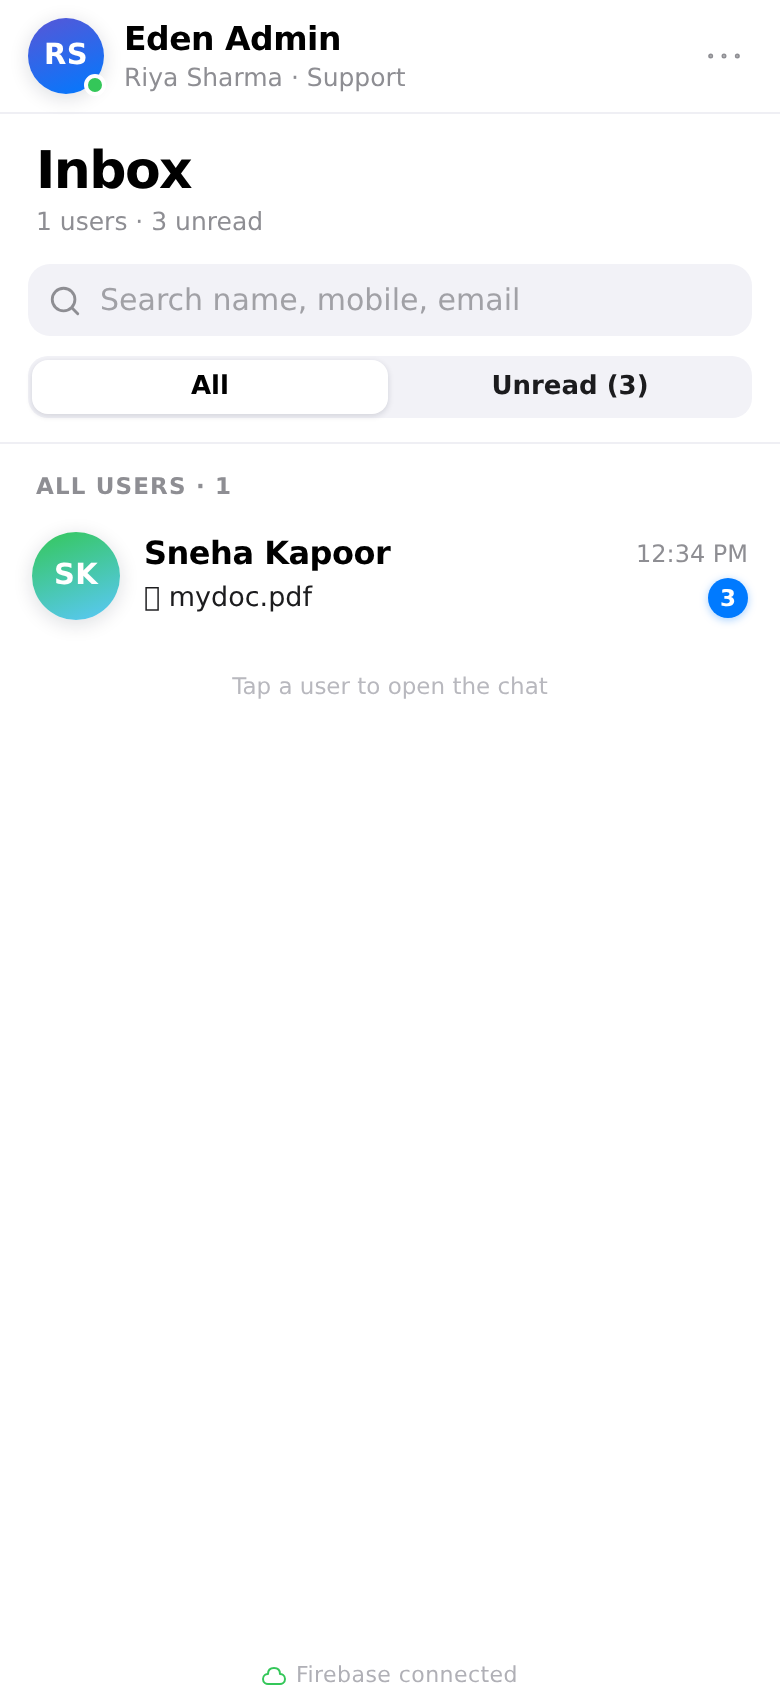 RS
Eden Admin
Riya Sharma · Support
Inbox
1 users · 3 unread
Search name, mobile, email
All
Unread (3)
ALL USERS · 1
SK
Sneha Kapoor
12:34 PM
mydoc.pdf
3
Tap a user to open the chat
Firebase connected